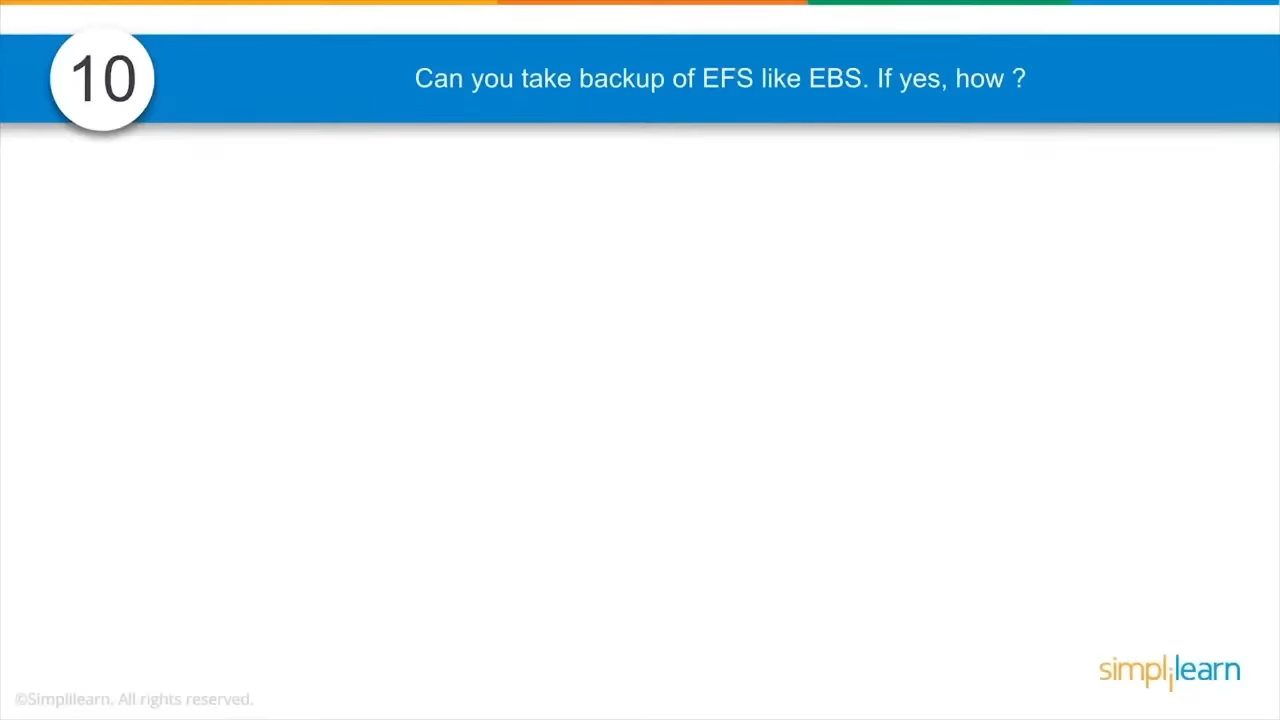 10
Can you take backup of EFS like EBS. If yes, how ?
simplilearn
©Simplilearn. All rights reserved.